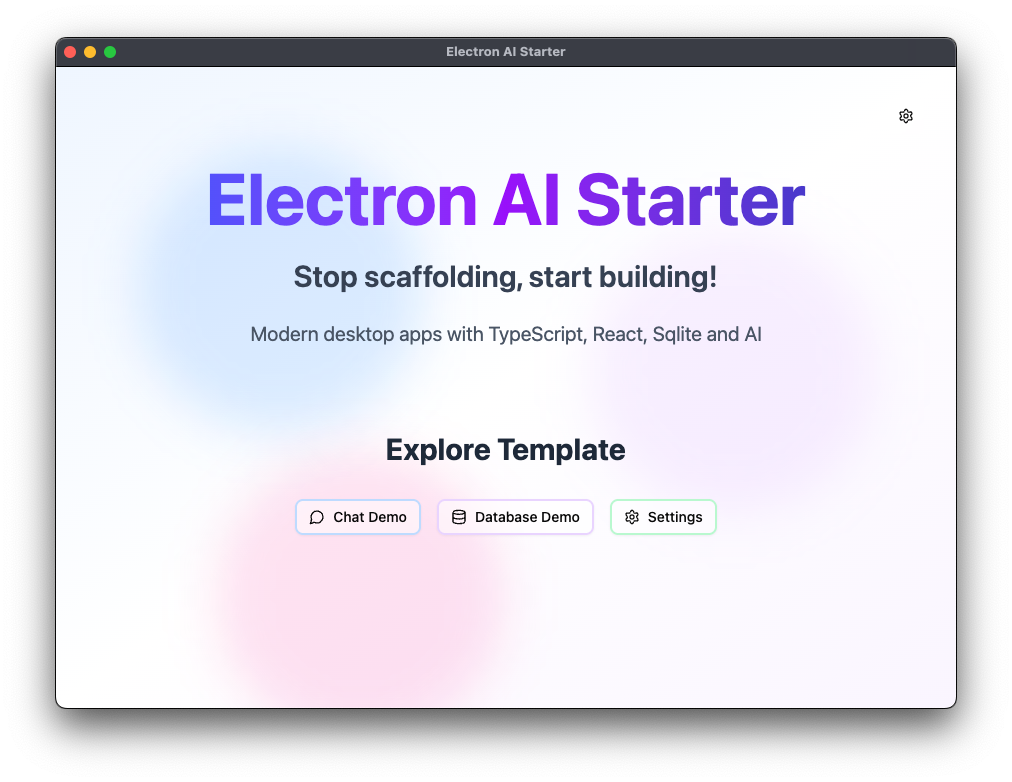 Electron AI Starter
Electron AI Starter
Stop scaffolding, start building!
Modern desktop apps with TypeScript, React, Sqlite and AI
Explore Template
Chat Demo
Database Demo
Settings